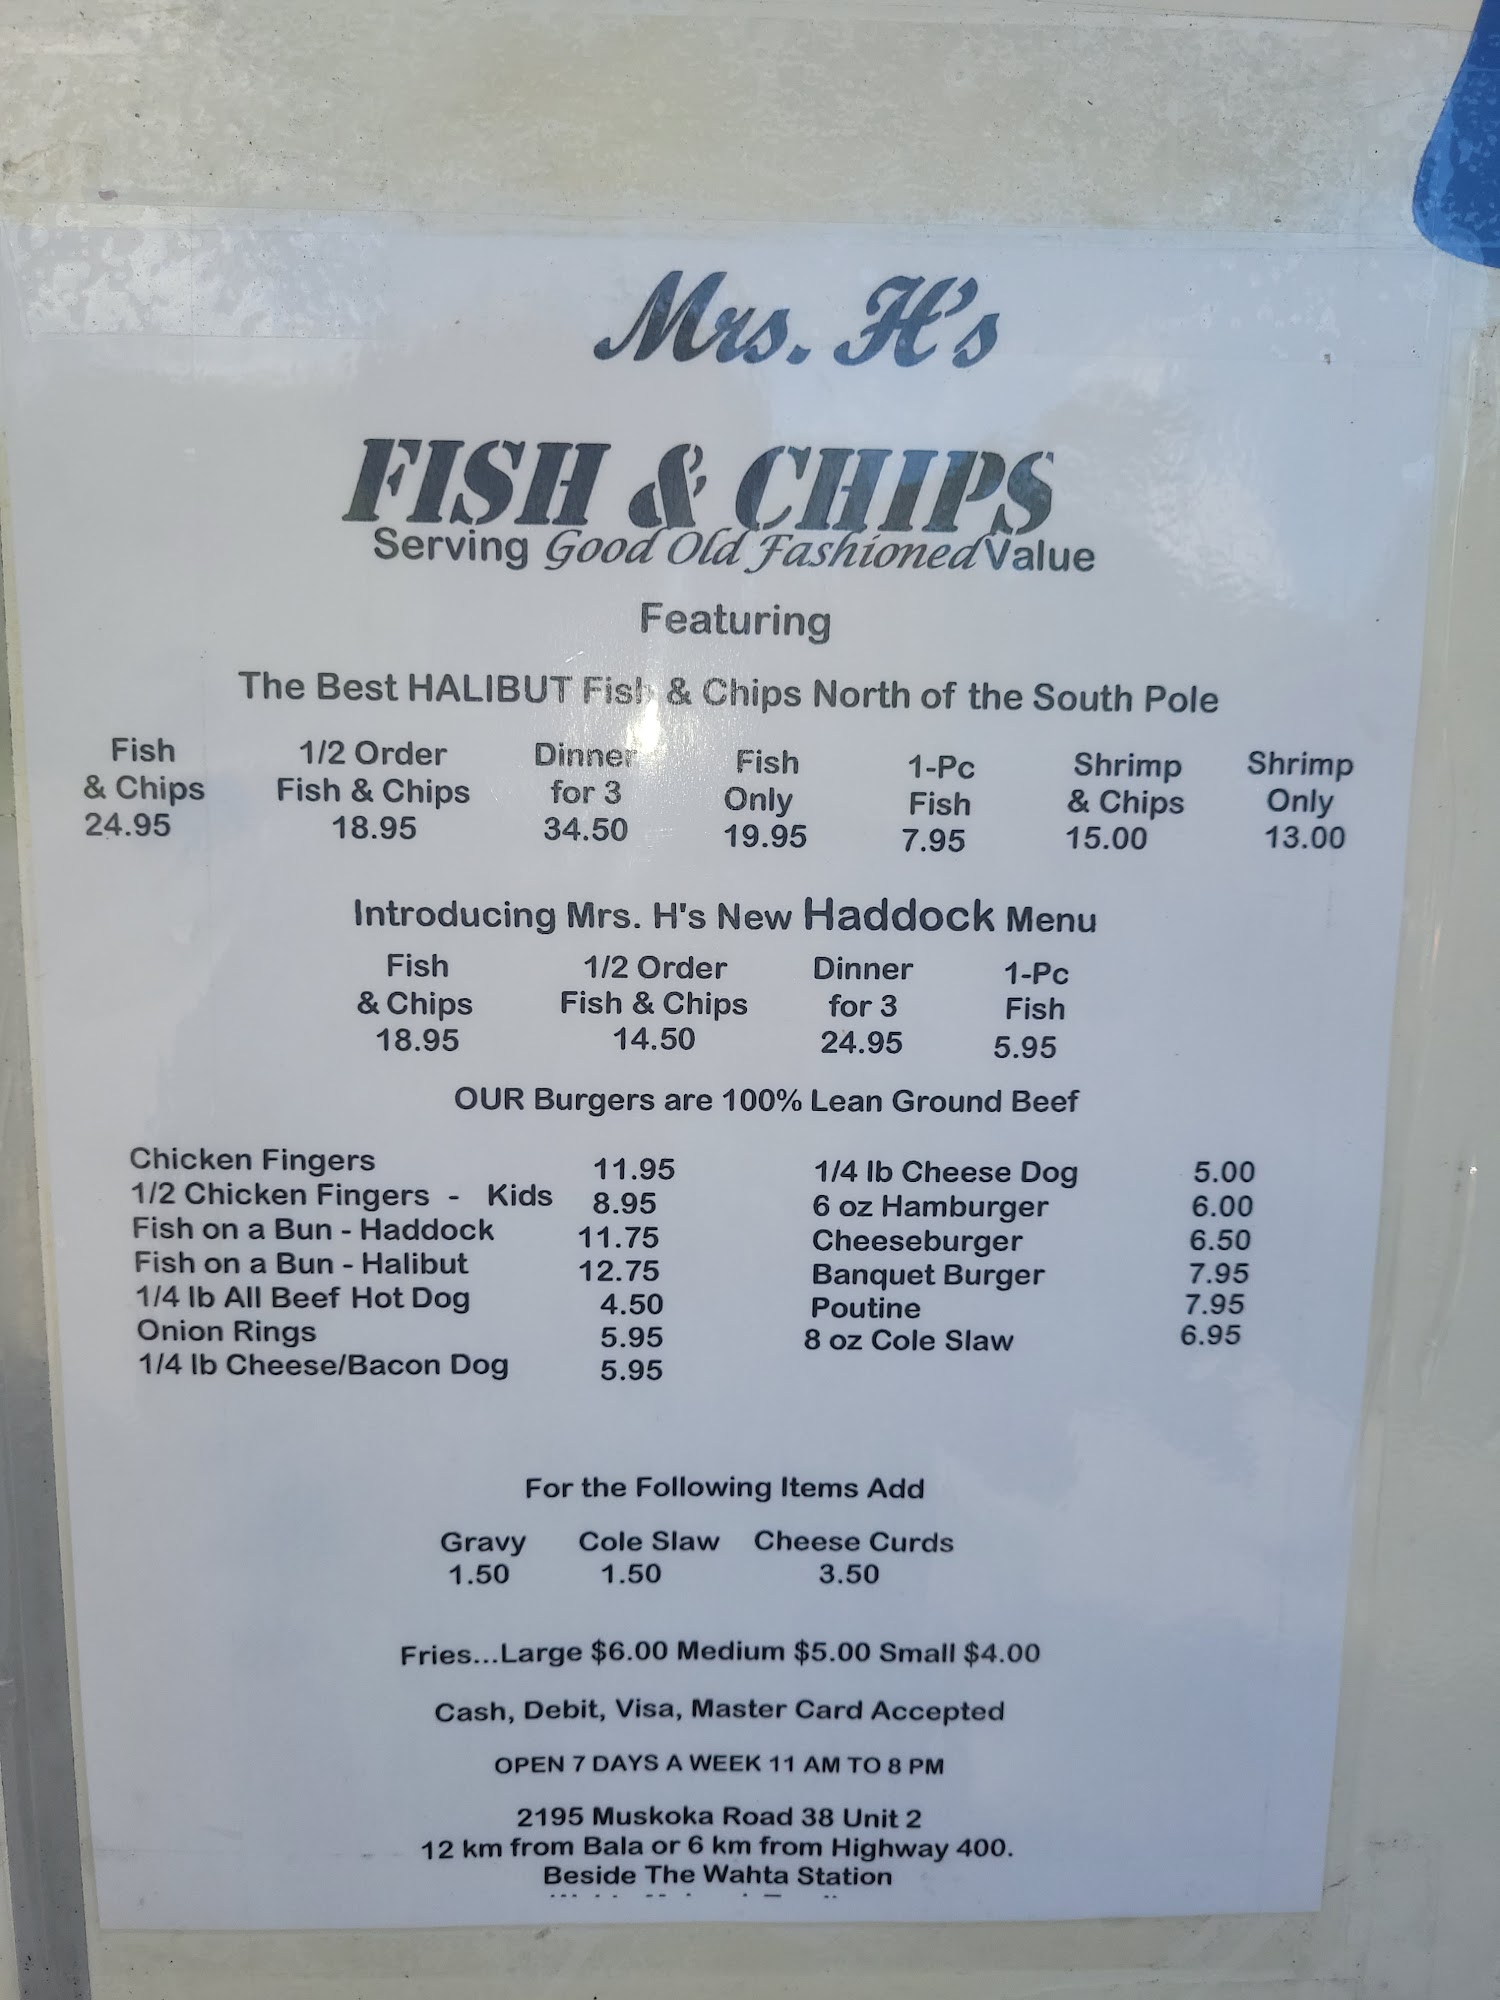 Mrs. H's
FISH & CHIPS
Serving Good Old Fashioned Value
Featuring
The Best HALIBUT Fish & Chips North of the South Pole
Fish & Chips 24.95
1/2 Order Fish & Chips 18.95
Dinner for 3 34.50
Fish Only 19.95
1-Pc Fish 7.95
Shrimp & Chips 15.00
Shrimp Only 13.00
Introducing Mrs. H's New Haddock Menu
Fish & Chips 18.95
1/2 Order Fish & Chips 14.50
Dinner for 3 24.95
1-Pc Fish 5.95
OUR Burgers are 100% Lean Ground Beef
Chicken Fingers 11.95
1/2 Chicken Fingers - Kids 8.95
Fish on a Bun - Haddock 11.75
Fish on a Bun - Halibut 12.75
1/4 lb All Beef Hot Dog 4.50
Onion Rings 5.95
1/4 lb Cheese/Bacon Dog 5.95
1/4 lb Cheese Dog 5.00
6 oz Hamburger 6.00
Cheeseburger 6.50
Banquet Burger 7.95
Poutine 7.95
8 oz Cole Slaw 6.95
For the Following Items Add
Gravy 1.50
Cole Slaw 1.50
Cheese Curds 3.50
Fries...Large $6.00 Medium $5.00 Small $4.00
Cash, Debit, Visa, Master Card Accepted
OPEN 7 DAYS A WEEK 11 AM TO 8 PM
2195 Muskoka Road 38 Unit 2
12 km from Bala or 6 km from Highway 400.
Beside The Wahta Station